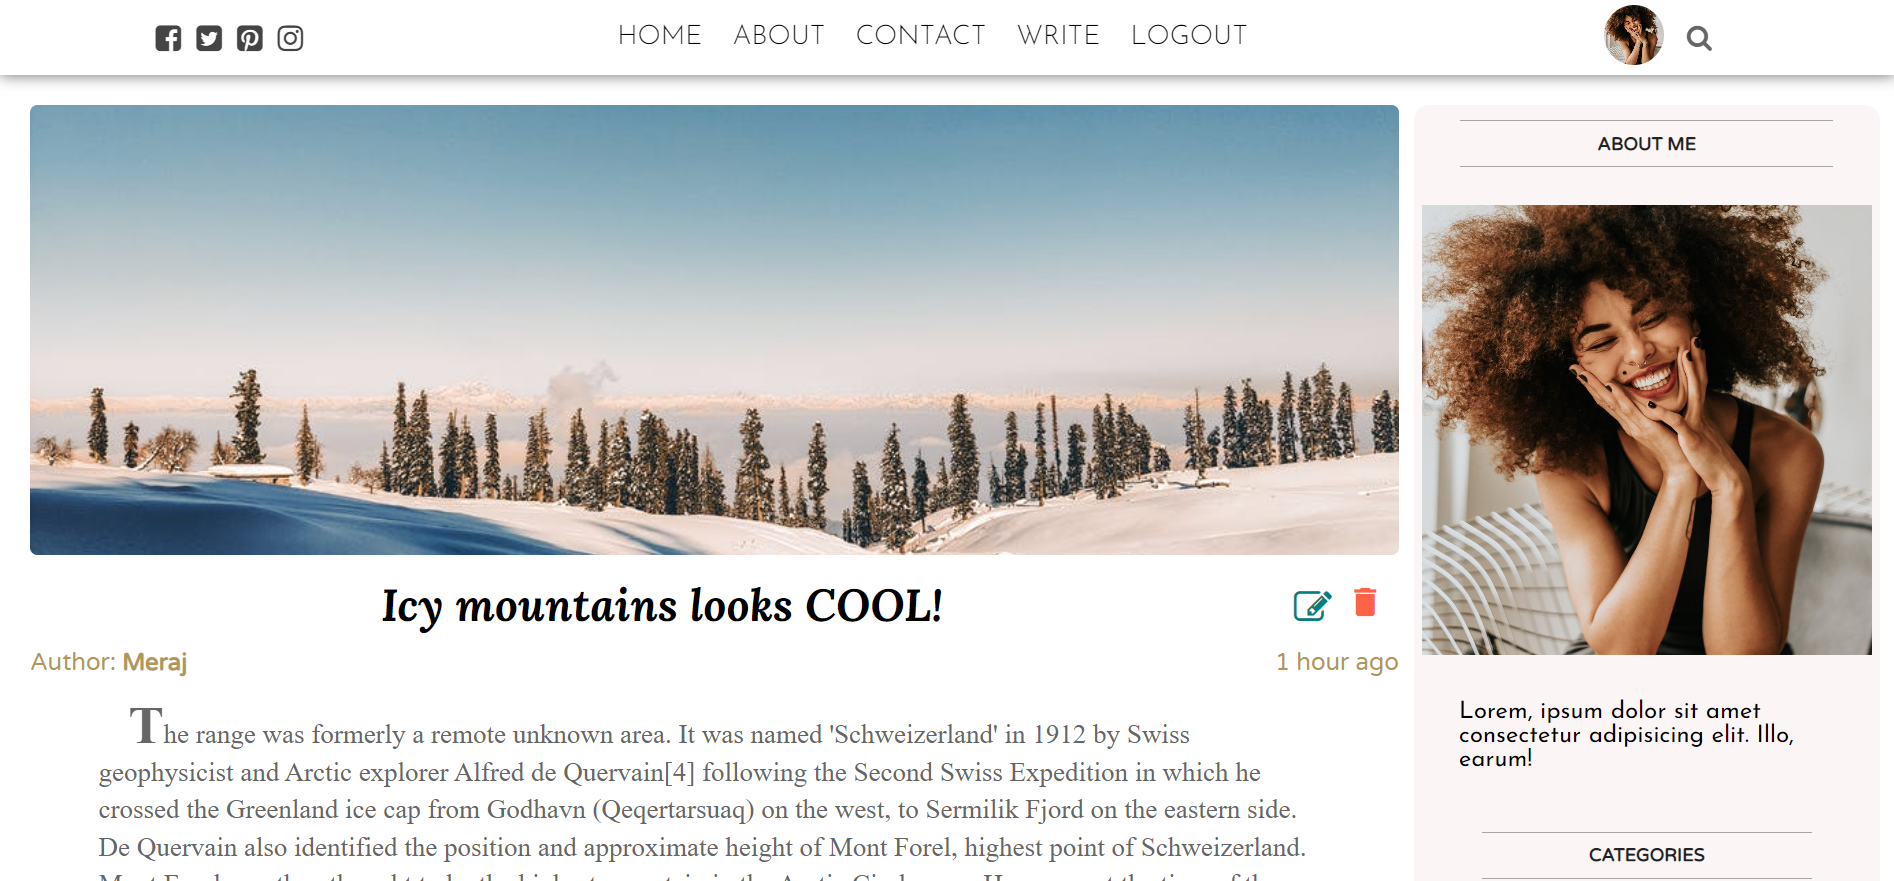 HOME ABOUT CONTACT WRITE LOGOUT
ABOUT ME
Icy mountains looks COOL!
Author: Meraj
1 hour ago
The range was formerly a remote unknown area. It was named 'Schweizerland' in 1912 by Swiss
geophysicist and Arctic explorer Alfred de Quervain[4] following the Second Swiss Expedition in which he
crossed the Greenland ice cap from Godhavn (Qeqertarsuaq) on the west, to Sermilik Fjord on the eastern side.
De Quervain also identified the position and approximate height of Mont Forel, highest point of Schweizerland.
Lorem, ipsum dolor sit amet
consectetur adipisicing elit. Illo,
earum!
CATEGORIES